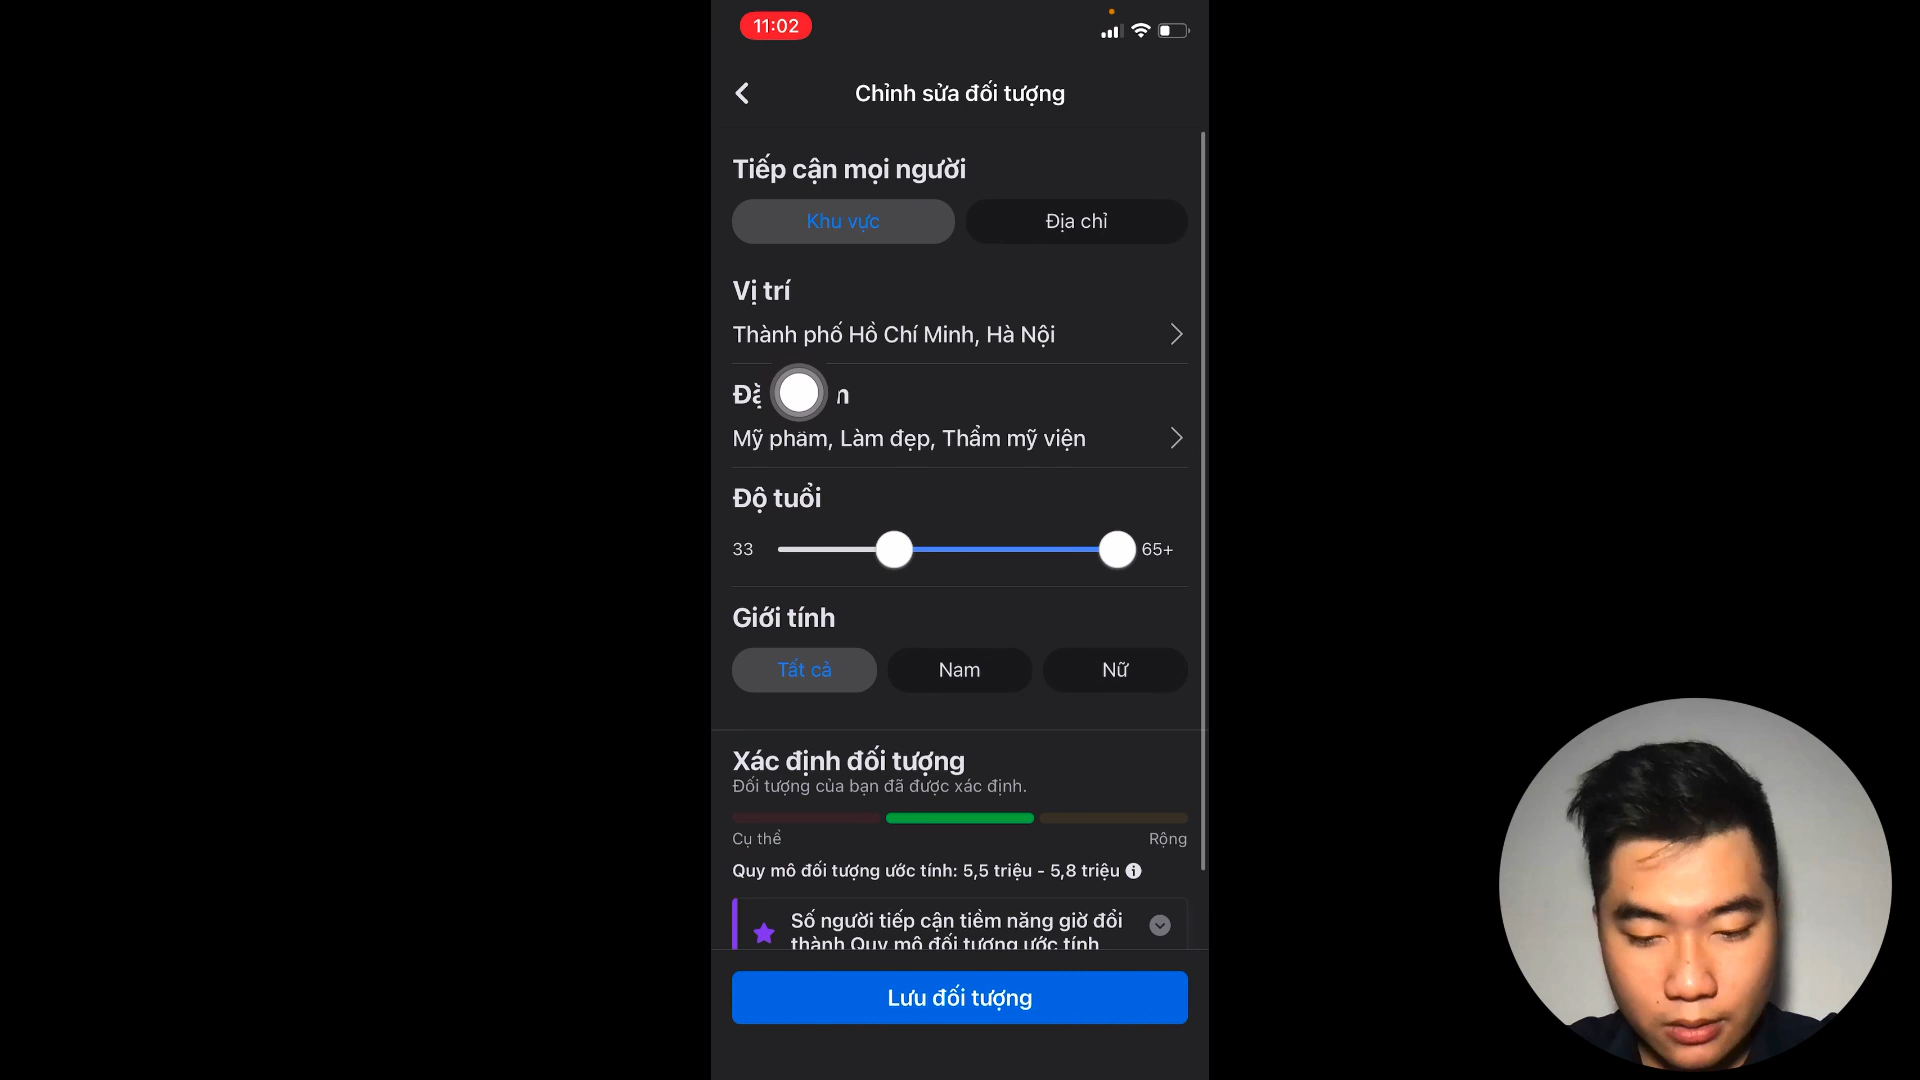 11:02
Chỉnh sửa đối tượng
Tiếp cận mọi người
Khu vực
Địa chỉ
Vị trí
Thành phố Hồ Chí Minh, Hà Nội
Mỹ phẩm, Làm đẹp, Thẩm mỹ viện
Độ tuổi
33
65+
Giới tính
Tất cả
Nam
Nữ
Xác định đối tượng
Đối tượng của bạn đã được xác định.
Cụ thể
Rộng
Quy mô đối tượng ước tính: 5,5 triệu - 5,8 triệu
Số người tiếp cận tiềm năng giờ đổi
thành Quy mô đối tượng ước tính
Lưu đối tượng